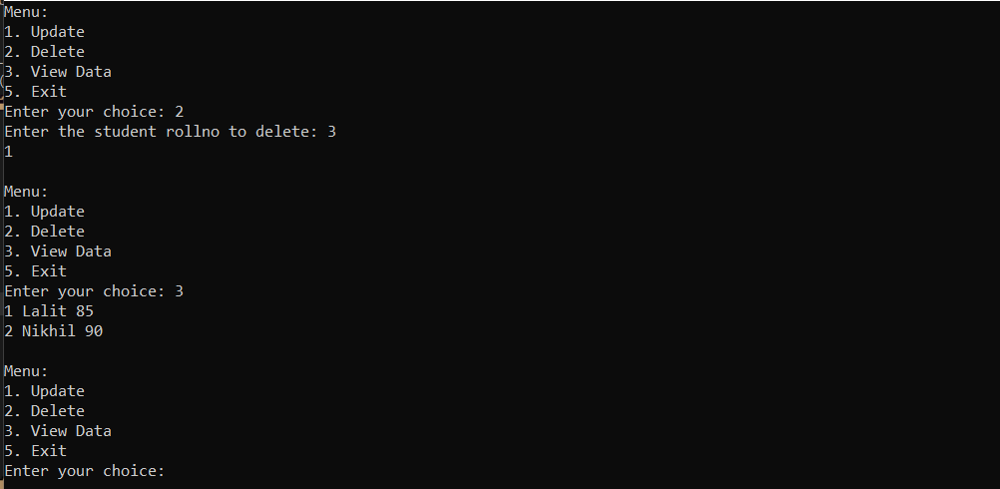 Menu:
1. Update
2. Delete
3. View Data
5. Exit
Enter your choice: 2
Enter the student rollno to delete: 3
1
Menu:
1. Update
2. Delete
3. View Data
5. Exit
Enter your choice: 3
1 Lalit 85
2 Nikhil 90
Menu:
1. Update
2. Delete
3. View Data
5. Exit
Enter your choice: